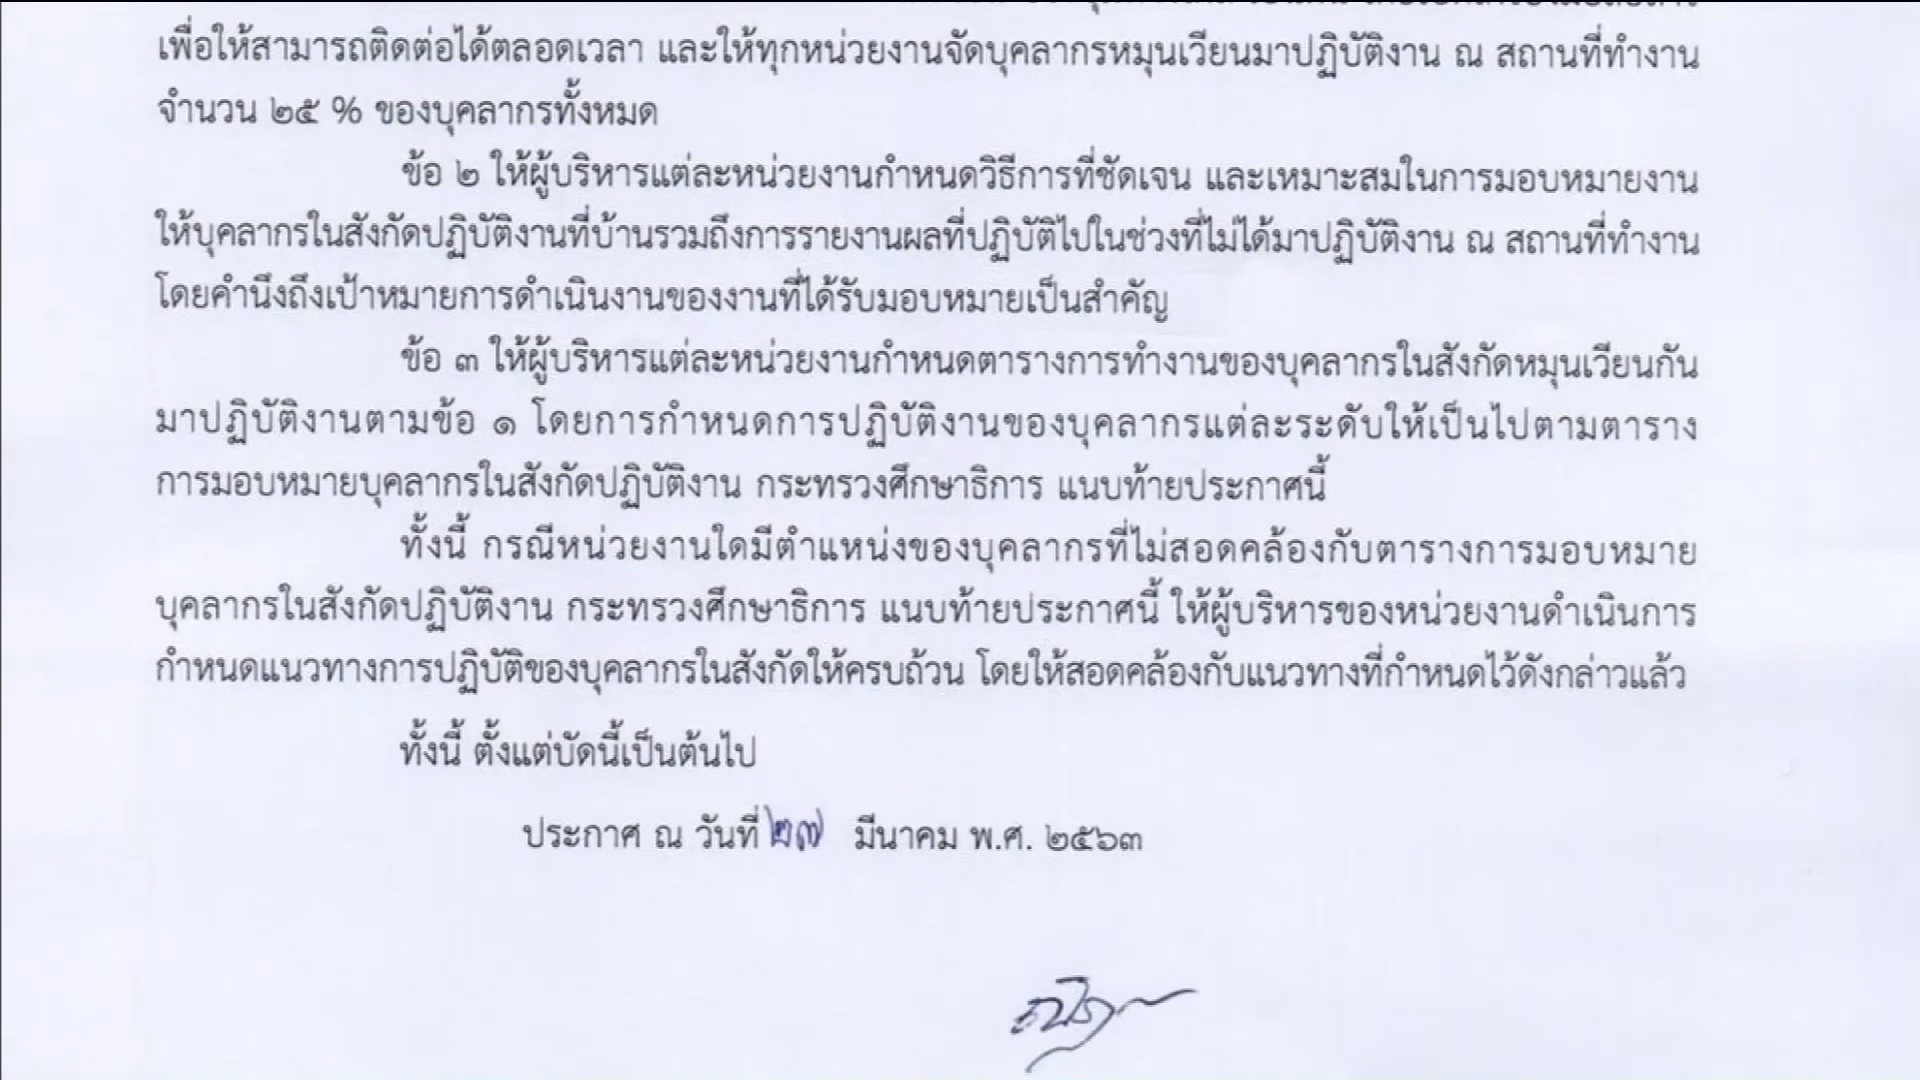 เพื่อให้สามารถติดต่อได้ตลอดเวลา และให้ทุกหน่วยงานจัดบุคลากรหมุนเวียนมาปฏิบัติงาน ณ สถานที่ทำงาน
จำนวน ๒๕ % ของบุคลากรทั้งหมด
ข้อ ๒ ให้ผู้บริหารแต่ละหน่วยงานกำหนดวิธีการที่ชัดเจน และเหมาะสมในการมอบหมายงาน
ให้บุคลากรในสังกัดปฏิบัติงานที่บ้านรวมถึงการรายงานผลที่ปฏิบัติไปในช่วงที่ไม่ได้มาปฏิบัติงาน ณ สถานที่ทำงาน
โดยคำนึงถึงเป้าหมายการดำเนินงานของงานที่ได้รับมอบหมายเป็นสำคัญ
ข้อ ๓ ให้ผู้บริหารแต่ละหน่วยงานกำหนดตารางการทำงานของบุคลากรในสังกัดหมุนเวียนกัน
มาปฏิบัติงานตามข้อ ๑ โดยการกำหนดการปฏิบัติงานของบุคลากรแต่ละระดับให้เป็นไปตามตาราง
การมอบหมายบุคลากรในสังกัดปฏิบัติงาน กระทรวงศึกษาธิการ แนบท้ายประกาศนี้
ทั้งนี้ กรณีหน่วยงานใดมีตำแหน่งของบุคลากรที่ไม่สอดคล้องกับตารางการมอบหมาย
บุคลากรในสังกัดปฏิบัติงาน กระทรวงศึกษาธิการ แนบท้ายประกาศนี้ ให้ผู้บริหารของหน่วยงานดำเนินการ
กำหนดแนวทางการปฏิบัติของบุคลากรในสังกัดให้ครบถ้วน โดยให้สอดคล้องกับแนวทางที่กำหนดไว้ดังกล่าวแล้ว
ทั้งนี้ ตั้งแต่บัดนี้เป็นต้นไป
ประกาศ ณ วันที่ ๒๗ มีนาคม พ.ศ. ๒๕๖๓